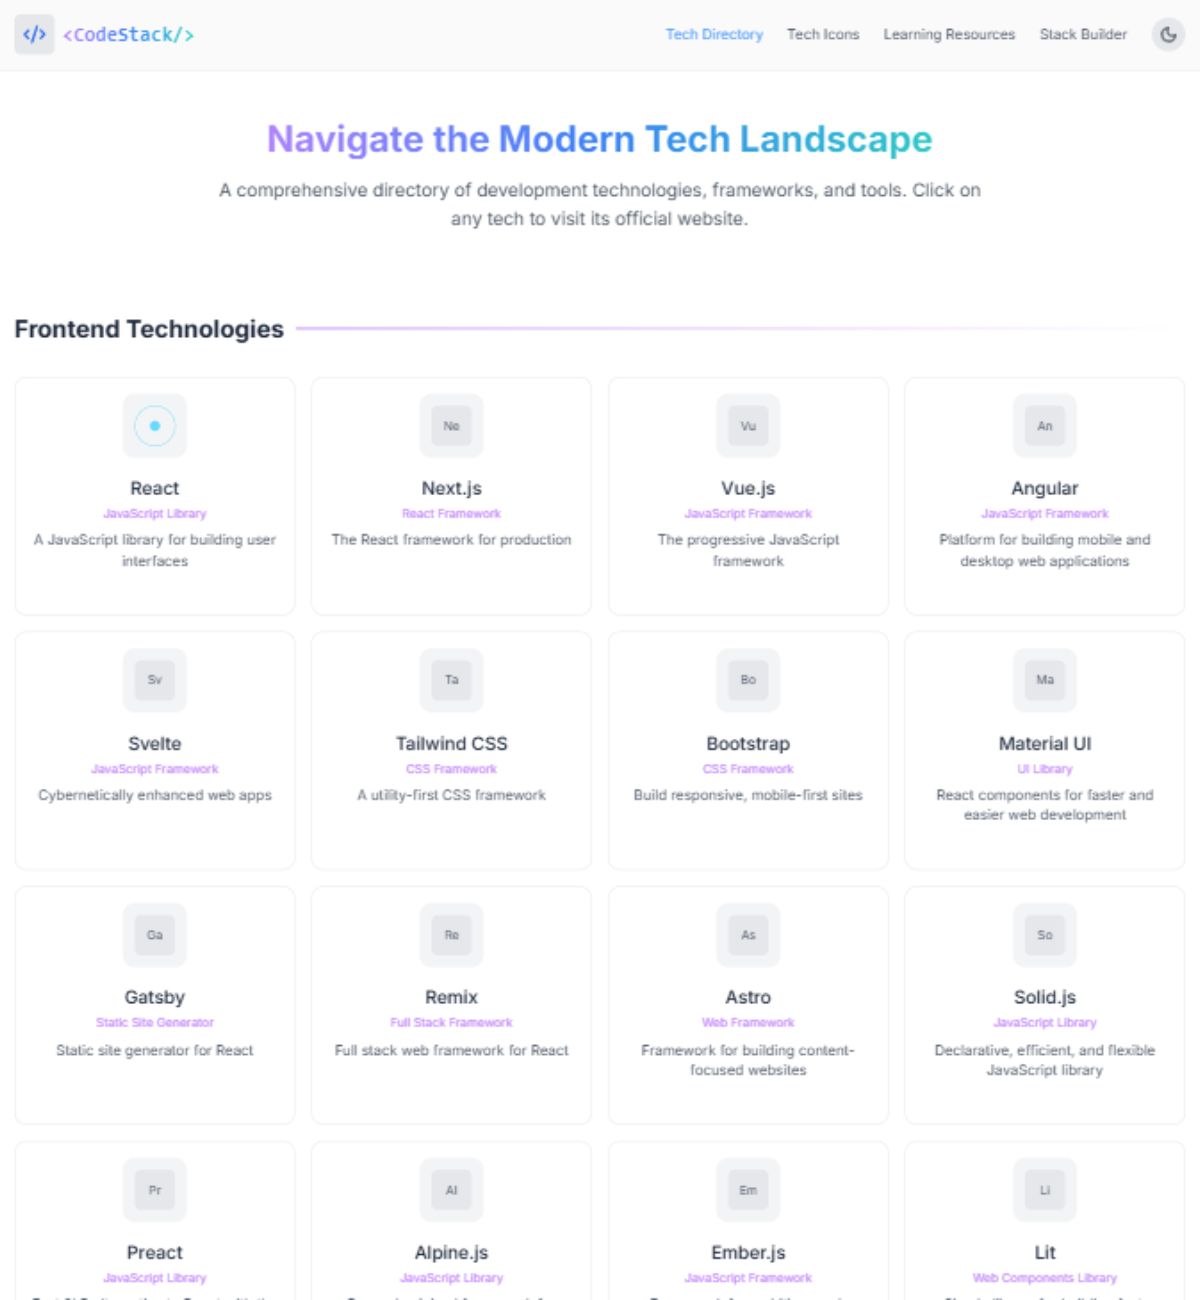 </>
<CodeStack/>
Tech Directory
Tech Icons
Learning Resources
Stack Builder
Navigate the Modern Tech Landscape
A comprehensive directory of development technologies, frameworks, and tools. Click on
any tech to visit its official website.
Frontend Technologies
React
JavaScript Library
A JavaScript library for building user
interfaces
Ne
Next.js
React Framework
The React framework for production
Vu
Vue.js
JavaScript Framework
The progressive JavaScript
framework
An
Angular
JavaScript Framework
Platform for building mobile and
desktop web applications
Sv
Svelte
JavaScript Framework
Cybernetically enhanced web apps
Ta
Tailwind CSS
CSS Framework
A utility-first CSS framework
Bo
Bootstrap
CSS Framework
Build responsive, mobile-first sites
Ma
Material UI
UI Library
React components for faster and
easier web development
Ga
Gatsby
Static Site Generator
Static site generator for React
Re
Remix
Full Stack Framework
Full stack web framework for React
As
Astro
Web Framework
Framework for building content-
focused websites
So
Solid.js
JavaScript Library
Declarative, efficient, and flexible
JavaScript library
Pr
Preact
JavaScript Library
Al
Alpine.js
JavaScript Library
Em
Ember.js
JavaScript Framework
Li
Lit
Web Components Library